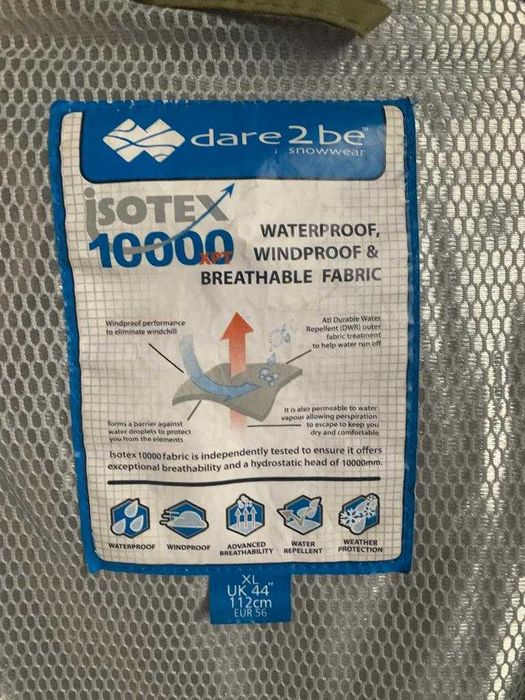 dare2be™
snowwear
ISOTEX
10000 XPT
WATERPROOF,
WINDPROOF &
BREATHABLE FABRIC
Windproof performance
to eliminate windchill
Atl Durable Water
Repellent (DWR) outer
fabric treatment
to help water run off
forms a barrier against
water droplets to protect
you from the elements
It is also permeable to water
vapour allowing perspiration
to escape to keep you
dry and comfortable
Isotex 10000 fabric is independently tested to ensure it offers
exceptional breathability and a hydrostatic head of 10000mm.
WATERPROOF
WINDPROOF
ADVANCED
BREATHABILITY
WATER
REPELLENT
WEATHER
PROTECTION
XL
UK 44"
112cm
EUR 56